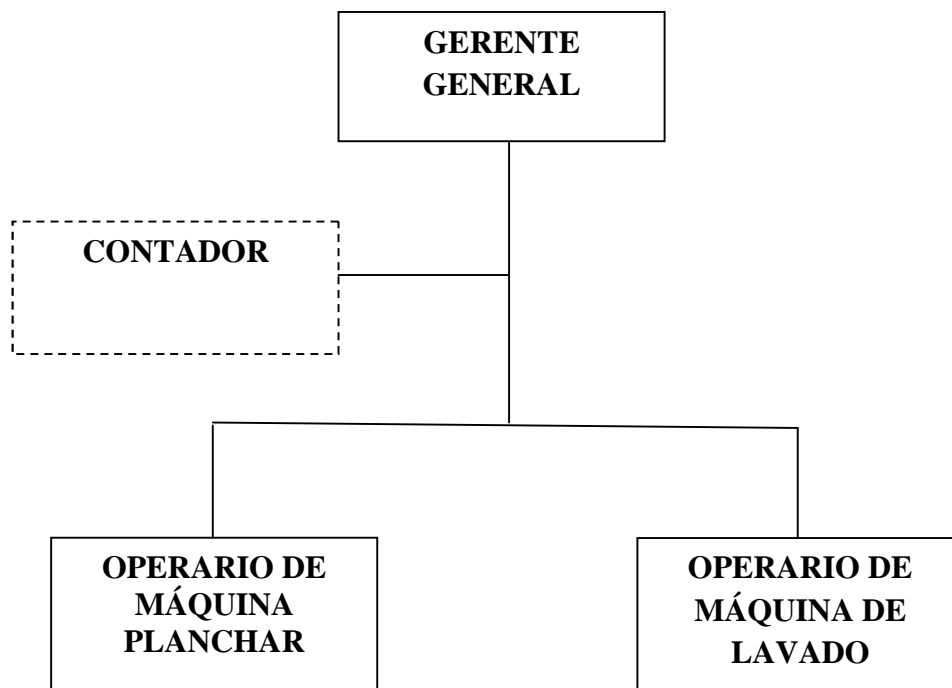 GERENTE
GENERAL
CONTADOR
OPERARIO DE
MÁQUINA
PLANCHAR
OPERARIO DE
MÁQUINA DE
LAVADO